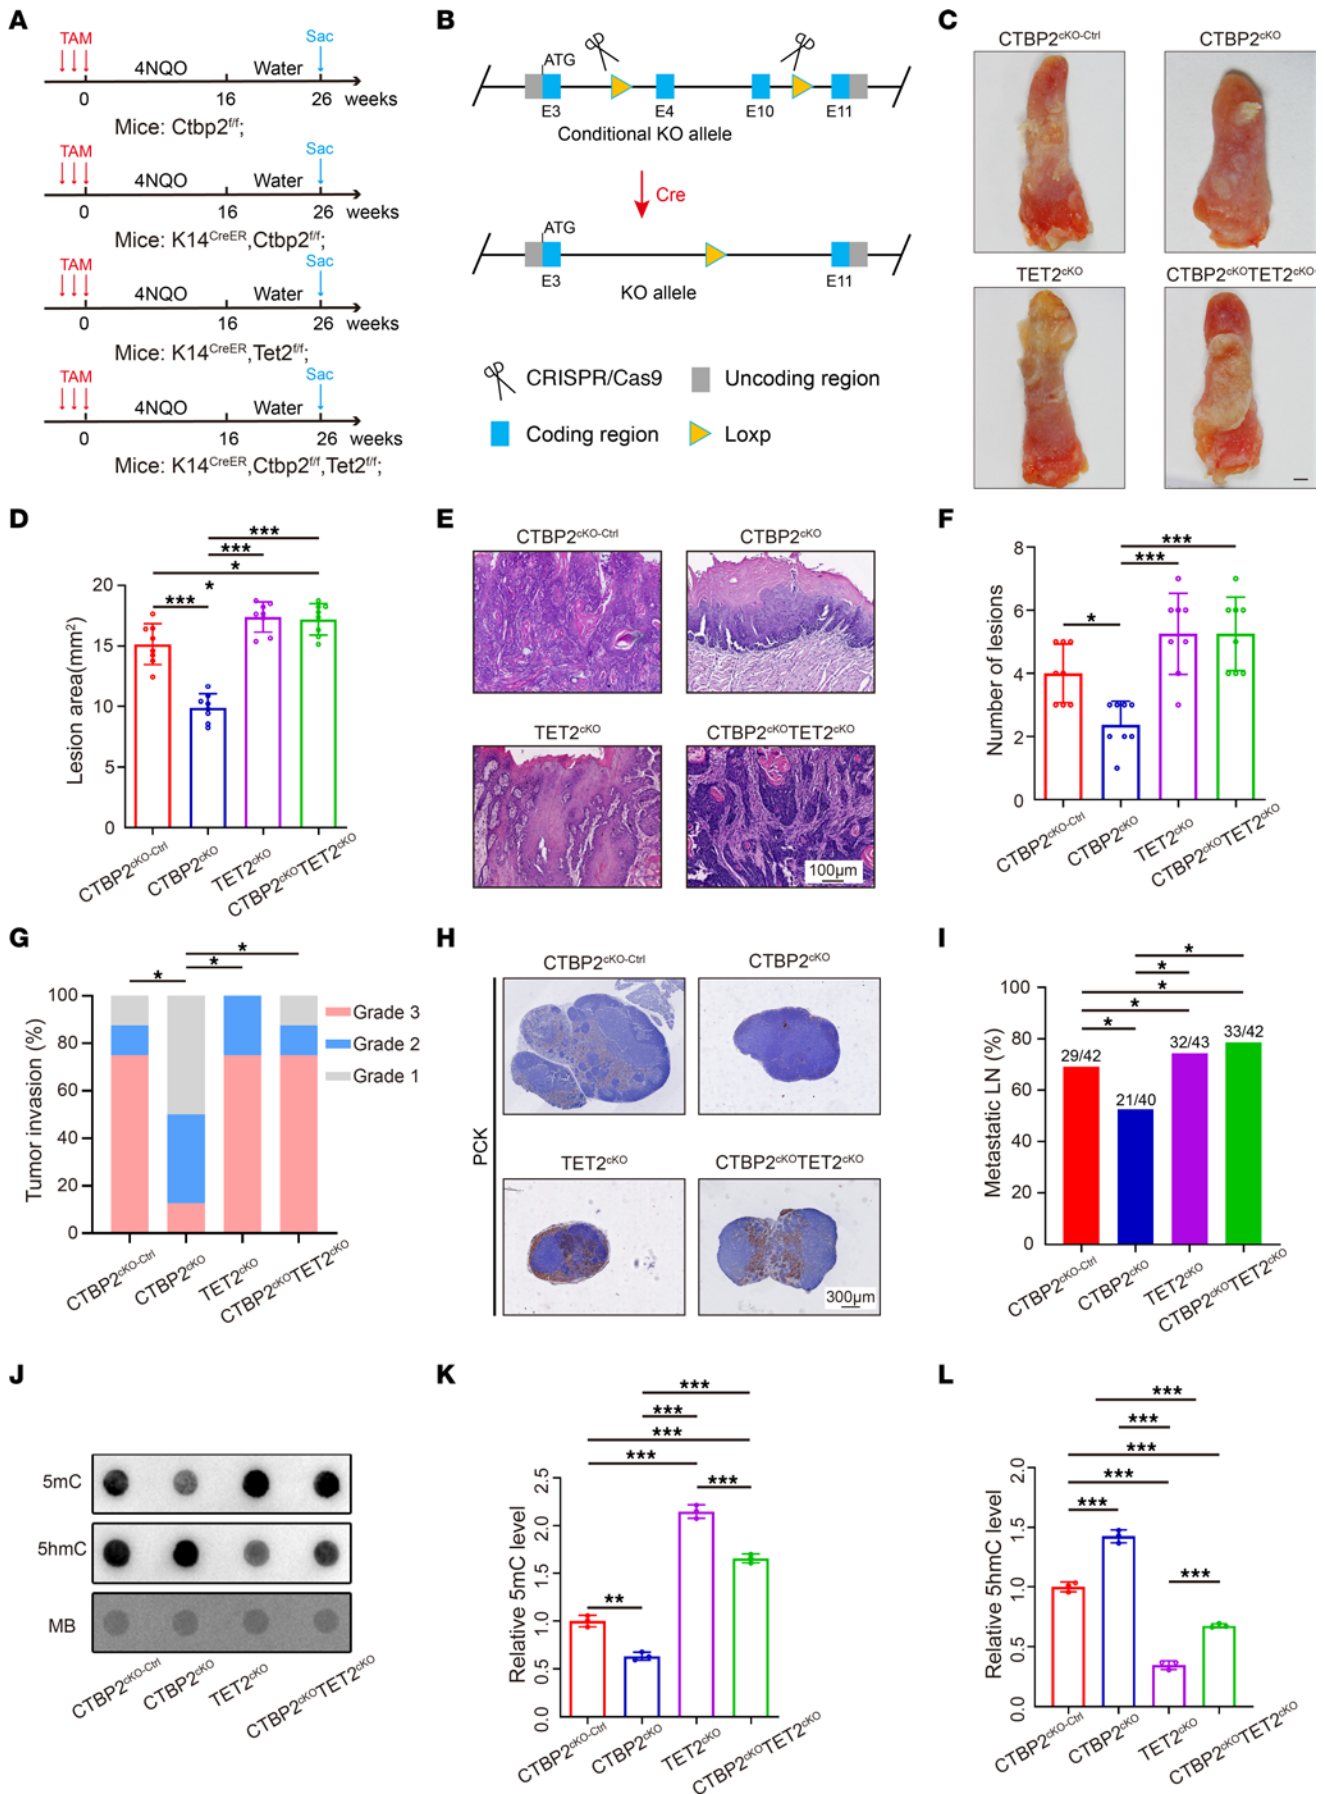 A
TAM
Sac
4NQO
Water
0
16
26
weeks
Mice: Ctbp2f/f;
TAM
Sac
4NQO
Water
0
16
26
weeks
Mice: K14CreER,Ctbp2f/f;
TAM
Sac
4NQO
Water
0
16
26
weeks
Mice: K14CreER,Tet2f/f;
TAM
Sac
4NQO
Water
0
16
26
weeks
Mice: K14CreER,Ctbp2f/f,Tet2f/f;
B
ATG
E3
E4
E10
E11
Conditional KO allele
Cre
ATG
E3
E11
KO allele
CRISPR/Cas9
Uncoding region
Coding region
Loxp
C
CTBP2cKO-Ctrl
CTBP2cKO
TET2cKO
CTBP2cKOTET2cKO
D
***
***
*
*
***
Lesion area(mm2)
20
15
10
5
0
CTBP2cKO-Ctrl
CTBP2cKO
TET2cKO
CTBP2cKOTET2cKO
E
CTBP2cKO-Ctrl
CTBP2cKO
TET2cKO
CTBP2cKOTET2cKO
100μm
F
***
***
*
Number of lesions
8
6
4
2
0
CTBP2cKO-Ctrl
CTBP2cKO
TET2cKO
CTBP2cKOTET2cKO
G
*
*
*
Tumor invasion (%)
100
80
60
40
20
0
Grade 3
Grade 2
Grade 1
CTBP2cKO-Ctrl
CTBP2cKO
TET2cKO
CTBP2cKOTET2cKO
H
PCK
CTBP2cKO-Ctrl
CTBP2cKO
TET2cKO
CTBP2cKOTET2cKO
300μm
I
*
*
*
*
*
Metastatic LN (%)
100
80
60
40
20
0
29/42
21/40
32/43
33/42
CTBP2cKO-Ctrl
CTBP2cKO
TET2cKO
CTBP2cKOTET2cKO
J
5mC
5hmC
MB
CTBP2cKO-Ctrl
CTBP2cKO
TET2cKO
CTBP2cKOTET2cKO
K
***
***
***
***
***
**
Relative 5mC level
2.5
2.0
1.5
1.0
0.5
0.0
CTBP2cKO-Ctrl
CTBP2cKO
TET2cKO
CTBP2cKOTET2cKO
L
***
***
***
***
***
***
Relative 5hmC level
2.0
1.5
1.0
0.5
0.0
CTBP2cKO-Ctrl
CTBP2cKO
TET2cKO
CTBP2cKOTET2cKO